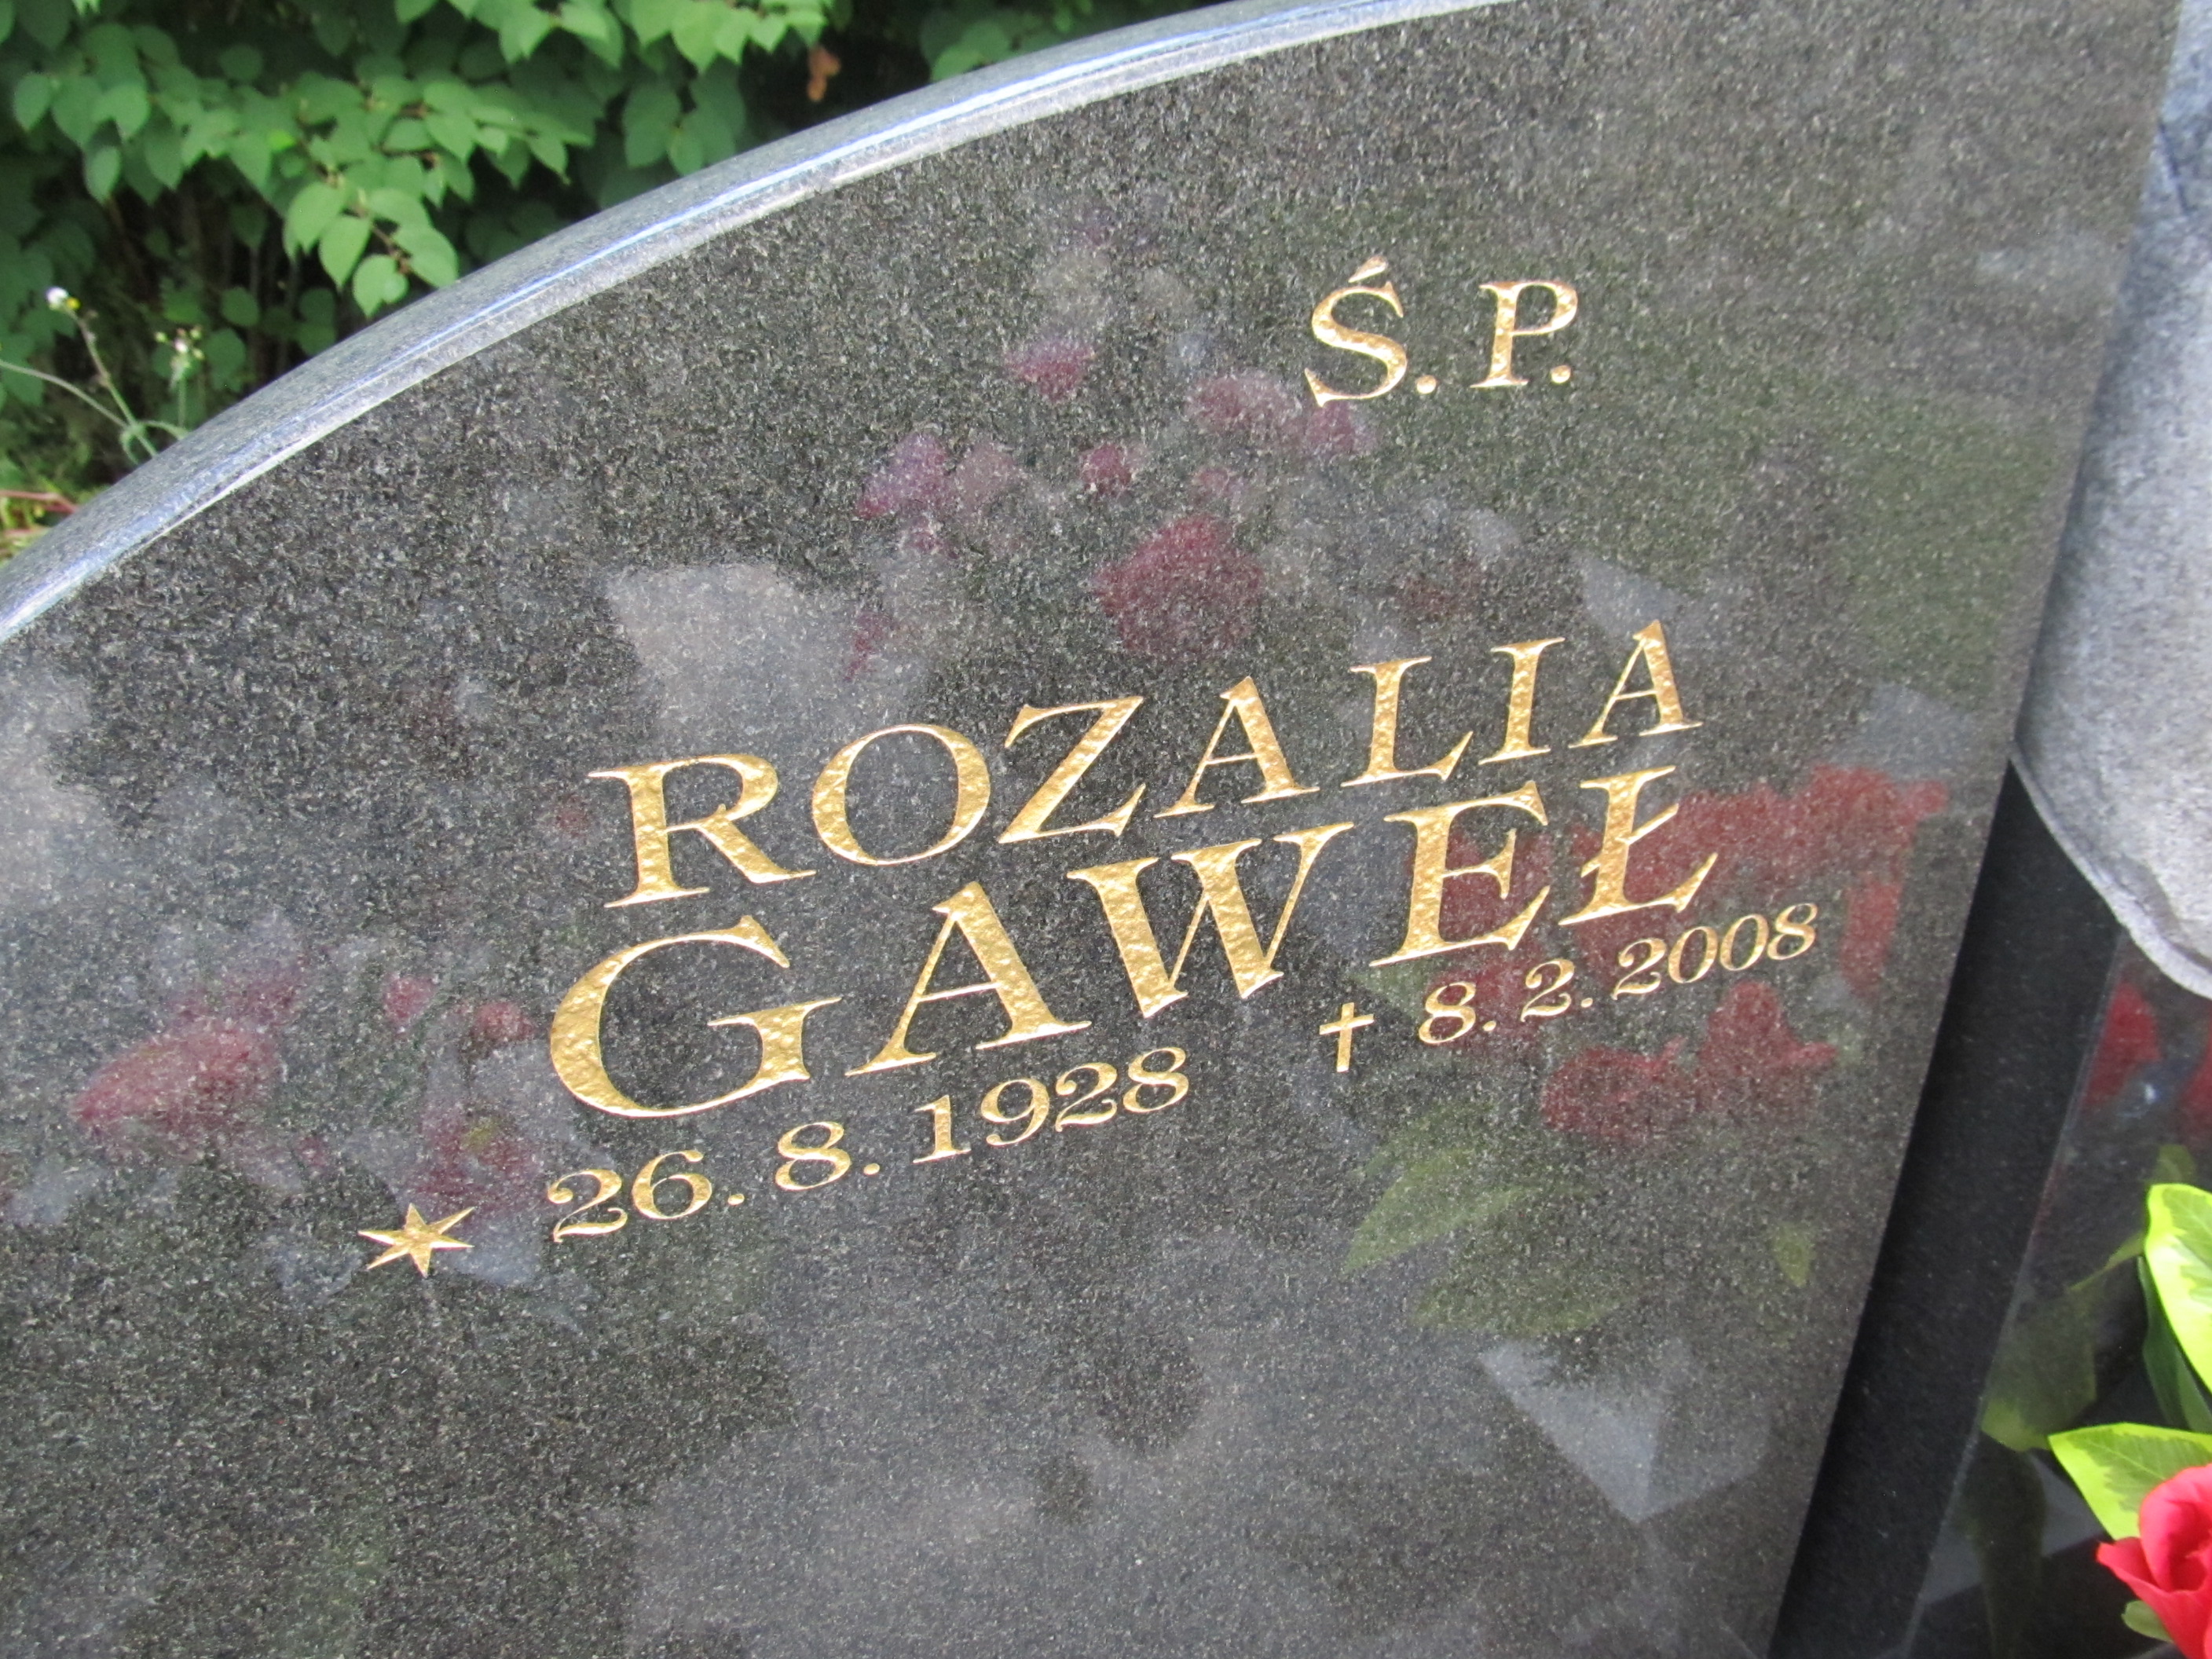 Ś. P.
ROZALIA
GAWEŁ
26. 8. 1928 † 8. 2. 2008